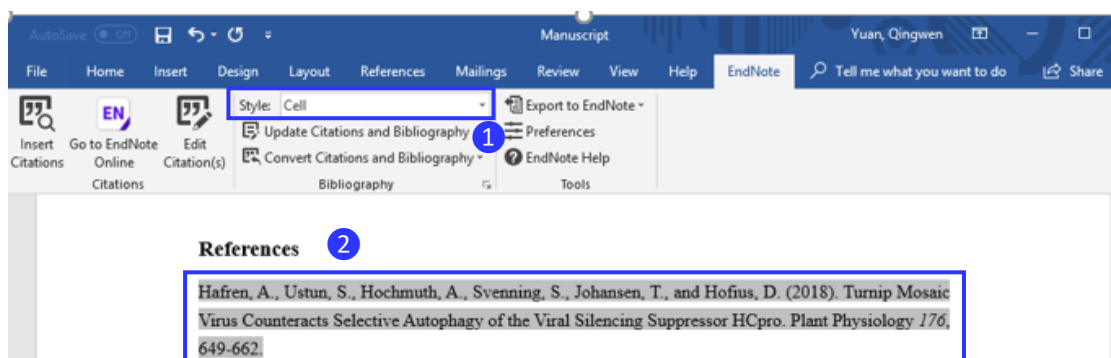 AutoSave Off Manuscript Yuan, Qingwen
File Home Insert Design Layout References Mailings Review View Help EndNote Tell me what you want to do Share
Style: Cell Export to EndNote
EN
Update Citations and Bibliography 1 Preferences
Insert Citations Go to EndNote Online Edit Citation(s)
Convert Citations and Bibliography EndNote Help
Citations Bibliography Tools
References 2
Hafren, A., Ustun, S., Hochmuth, A., Svenning, S., Johansen, T., and Hofius, D. (2018). Turnip Mosaic
Virus Counteracts Selective Autophagy of the Viral Silencing Suppressor HCpro. Plant Physiology 176,
649-662.